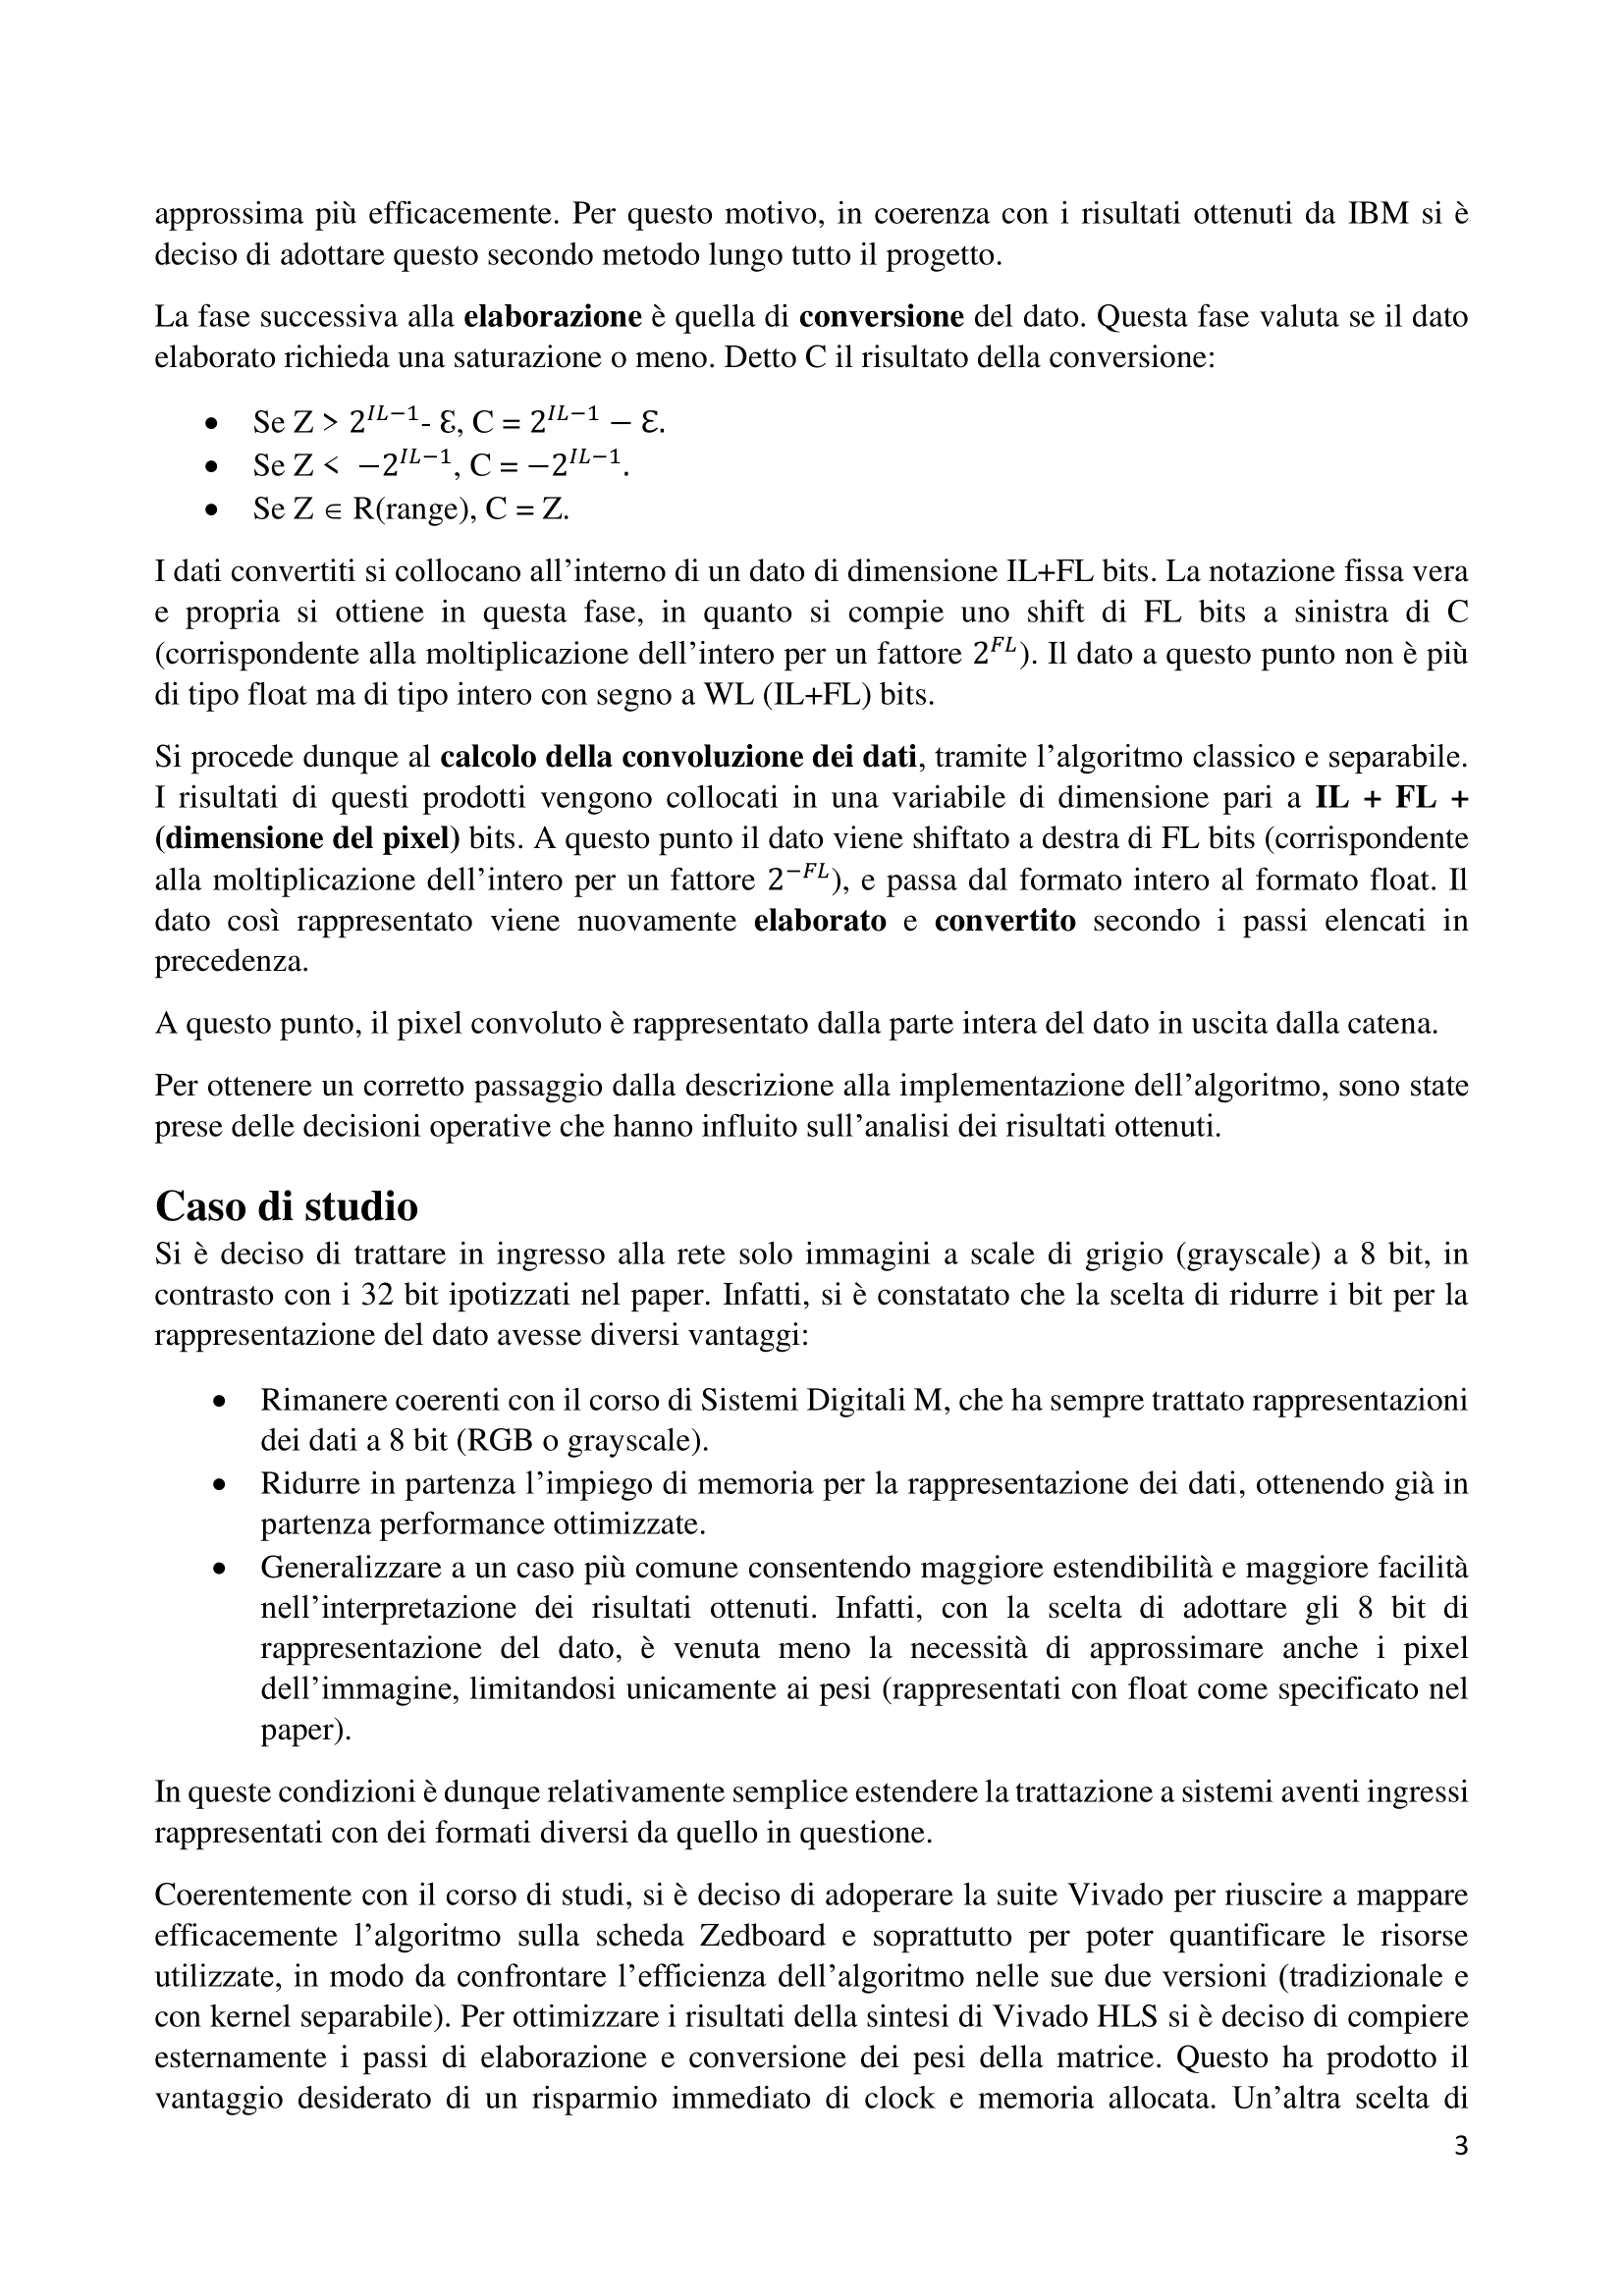 approssima più efficacemente. Per questo motivo, in coerenza con i risultati ottenuti da IBM si è
deciso di adottare questo secondo metodo lungo tutto il progetto.
La fase successiva alla elaborazione è quella di conversione del dato. Questa fase valuta se il dato
elaborato richieda una saturazione o meno. Detto C il risultato della conversione:
• Se Z > 2^{IL−1}- Ɛ, C = 2^{IL−1} − Ɛ.
• Se Z < −2^{IL−1}, C = −2^{IL−1}.
• Se Z ∈ R(range), C = Z.
I dati convertiti si collocano all’interno di un dato di dimensione IL+FL bits. La notazione fissa vera
e propria si ottiene in questa fase, in quanto si compie uno shift di FL bits a sinistra di C
(corrispondente alla moltiplicazione dell’intero per un fattore 2^{FL}). Il dato a questo punto non è più
di tipo float ma di tipo intero con segno a WL (IL+FL) bits.
Si procede dunque al calcolo della convoluzione dei dati, tramite l’algoritmo classico e separabile.
I risultati di questi prodotti vengono collocati in una variabile di dimensione pari a IL + FL +
(dimensione del pixel) bits. A questo punto il dato viene shiftato a destra di FL bits (corrispondente
alla moltiplicazione dell’intero per un fattore 2^{−FL}), e passa dal formato intero al formato float. Il
dato così rappresentato viene nuovamente elaborato e convertito secondo i passi elencati in
precedenza.
A questo punto, il pixel convoluto è rappresentato dalla parte intera del dato in uscita dalla catena.
Per ottenere un corretto passaggio dalla descrizione alla implementazione dell’algoritmo, sono state
prese delle decisioni operative che hanno influito sull’analisi dei risultati ottenuti.
Caso di studio
Si è deciso di trattare in ingresso alla rete solo immagini a scale di grigio (grayscale) a 8 bit, in
contrasto con i 32 bit ipotizzati nel paper. Infatti, si è constatato che la scelta di ridurre i bit per la
rappresentazione del dato avesse diversi vantaggi:
• Rimanere coerenti con il corso di Sistemi Digitali M, che ha sempre trattato rappresentazioni
dei dati a 8 bit (RGB o grayscale).
• Ridurre in partenza l’impiego di memoria per la rappresentazione dei dati, ottenendo già in
partenza performance ottimizzate.
• Generalizzare a un caso più comune consentendo maggiore estendibilità e maggiore facilità
nell’interpretazione dei risultati ottenuti. Infatti, con la scelta di adottare gli 8 bit di
rappresentazione del dato, è venuta meno la necessità di approssimare anche i pixel
dell’immagine, limitandosi unicamente ai pesi (rappresentati con float come specificato nel
paper).
In queste condizioni è dunque relativamente semplice estendere la trattazione a sistemi aventi ingressi
rappresentati con dei formati diversi da quello in questione.
Coerentemente con il corso di studi, si è deciso di adoperare la suite Vivado per riuscire a mappare
efficacemente l’algoritmo sulla scheda Zedboard e soprattutto per poter quantificare le risorse
utilizzate, in modo da confrontare l’efficienza dell’algoritmo nelle sue due versioni (tradizionale e
con kernel separabile). Per ottimizzare i risultati della sintesi di Vivado HLS si è deciso di compiere
esternamente i passi di elaborazione e conversione dei pesi della matrice. Questo ha prodotto il
vantaggio desiderato di un risparmio immediato di clock e memoria allocata. Un’altra scelta di
3